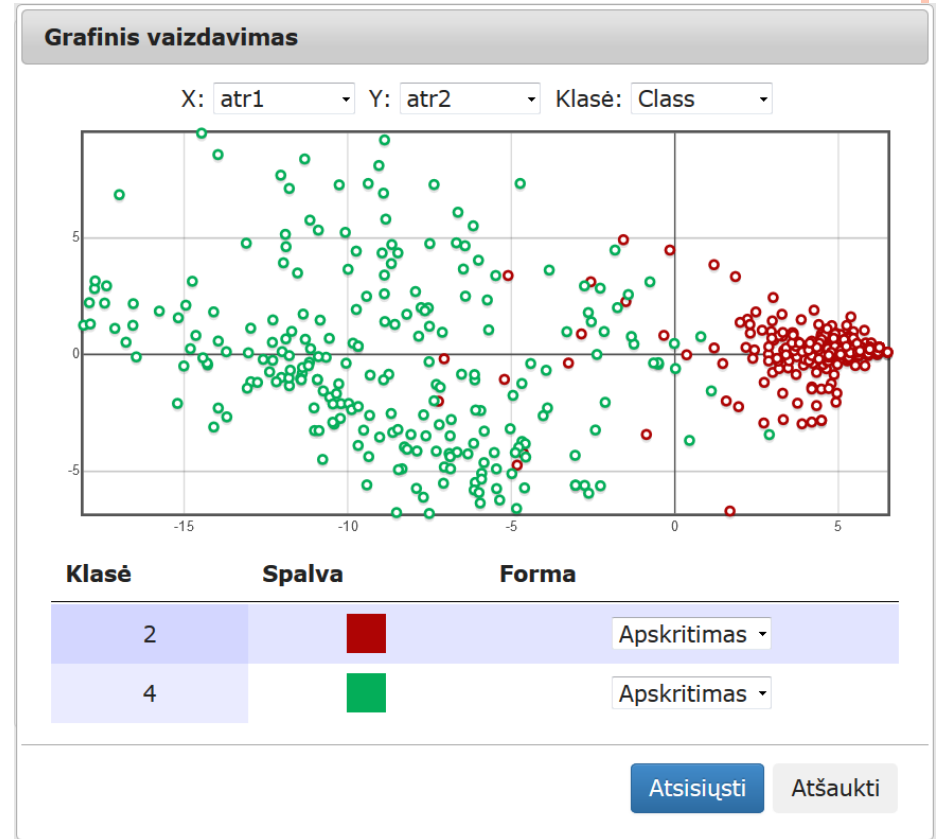 Grafinis vaizdavimas
X: atr1 Y: atr2 Klasė: Class
5
0
-5
-15 -10 -5 0 5
Klasė Spalva Forma
2 Apskritimas
4 Apskritimas
Atsisiųsti Atšaukti